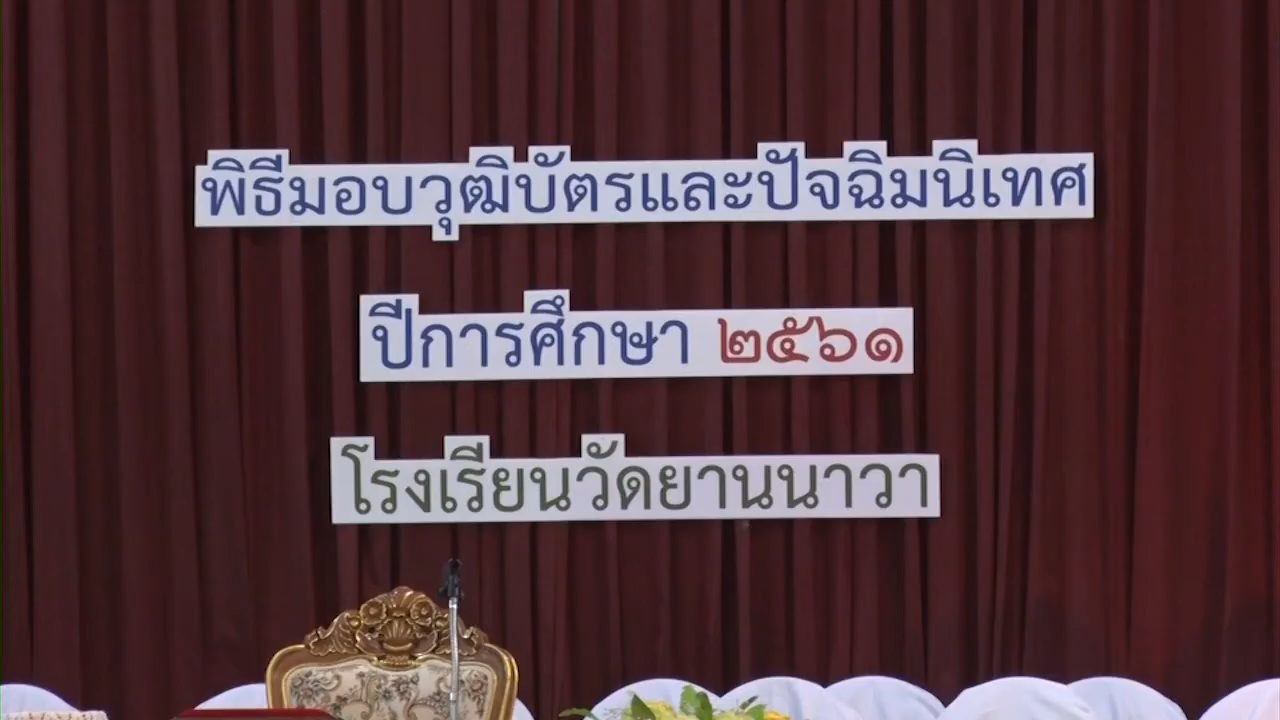 พิธีมอบวุฒิบัตรและปัจฉิมนิเทศ
ปีการศึกษา ๒๕๖๑
โรงเรียนวัดยานนาวา